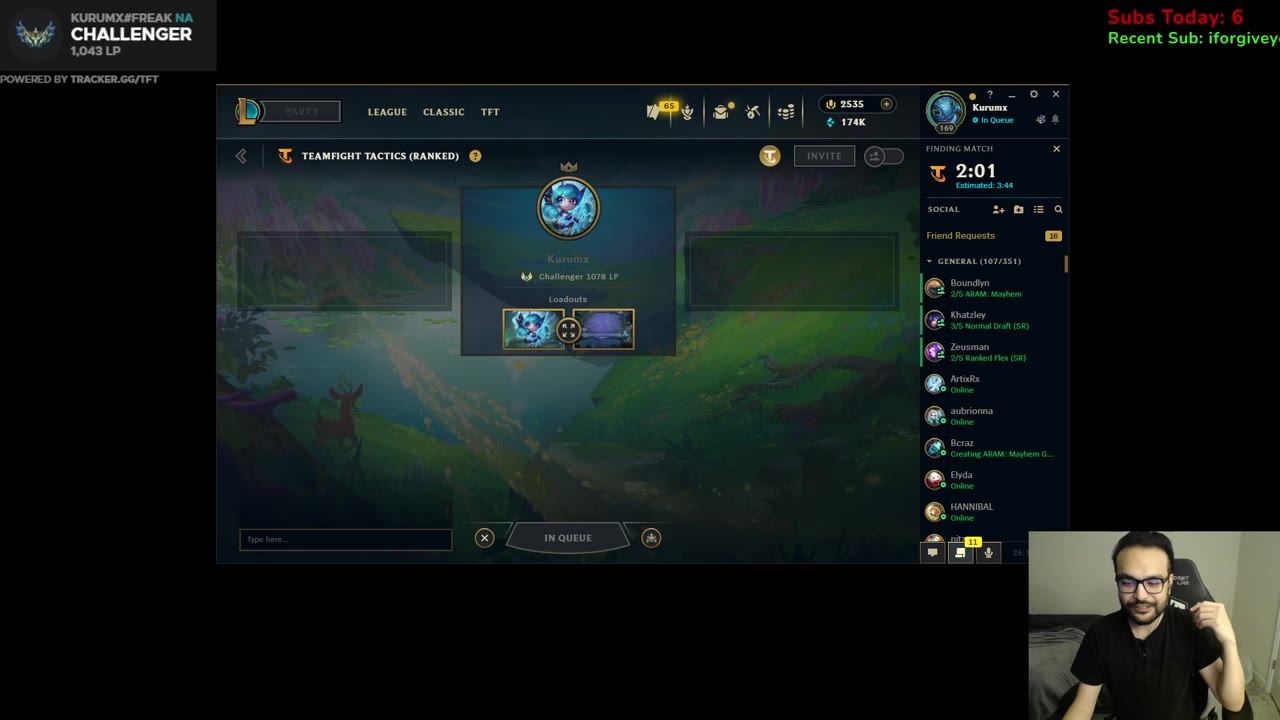 KURUMX#FREAK NA
CHALLENGER
1,043 LP
POWERED BY TRACKER.GG/TFT
Subs Today: 6
Recent Sub: iforgivey
PARTY
LEAGUE
CLASSIC
TFT
65
2535
174K
169
Kurumx
In Queue
TEAMFIGHT TACTICS (RANKED)
INVITE
FINDING MATCH
2:01
Estimated: 3:44
SOCIAL
Friend Requests
16
GENERAL (107/351)
Boundlyn
2/5 ARAM: Mayhem
Khatzley
3/5 Normal Draft (SR)
Zeusman
2/5 Ranked Flex (SR)
ArtixRx
Online
aubrionna
Online
Bcraz
Creating ARAM: Mayhem G...
Elyda
Online
HANNIBAL
Online
11
Kurumx
Challenger 1078 LP
Loadouts
Type here...
IN QUEUE